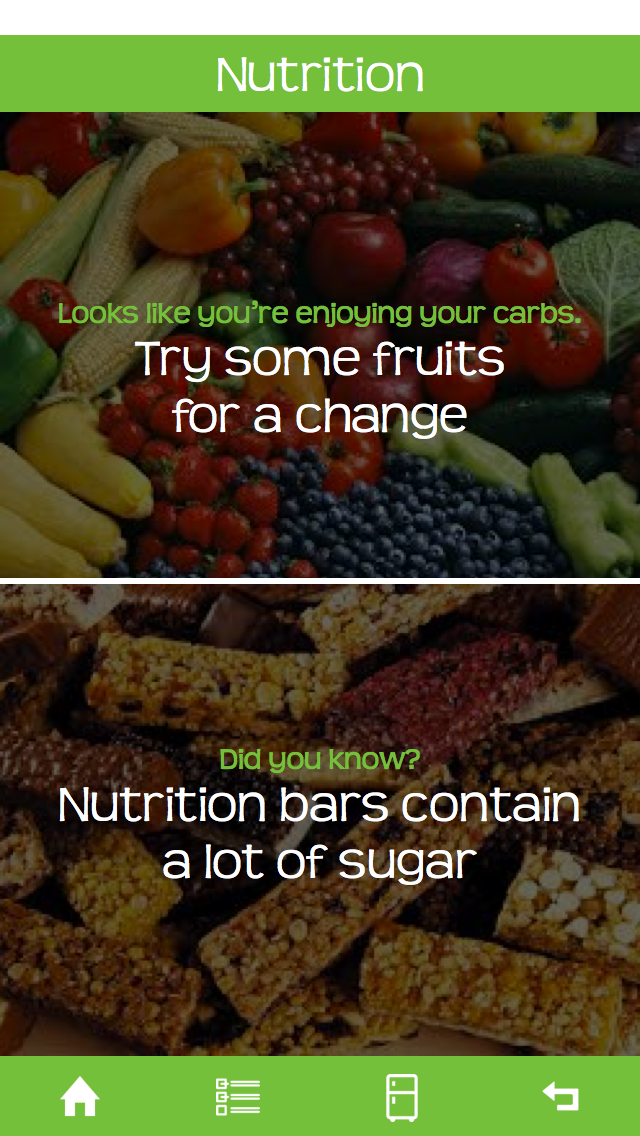 Nutrition
Looks like you're enjoying your carbs.
Try some fruits
for a change
Did you know?
Nutrition bars contain
a lot of sugar